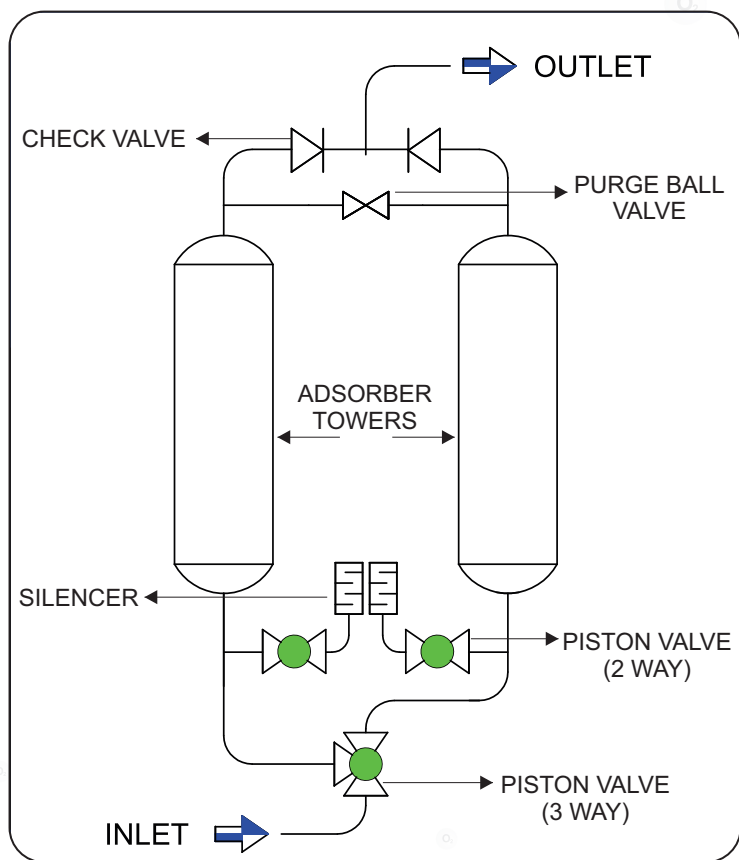 OUTLET
CHECK VALVE
PURGE BALL
VALVE
ADSORBER
TOWERS
SILENCER
PISTON VALVE
(2 WAY)
PISTON VALVE
(3 WAY)
INLET